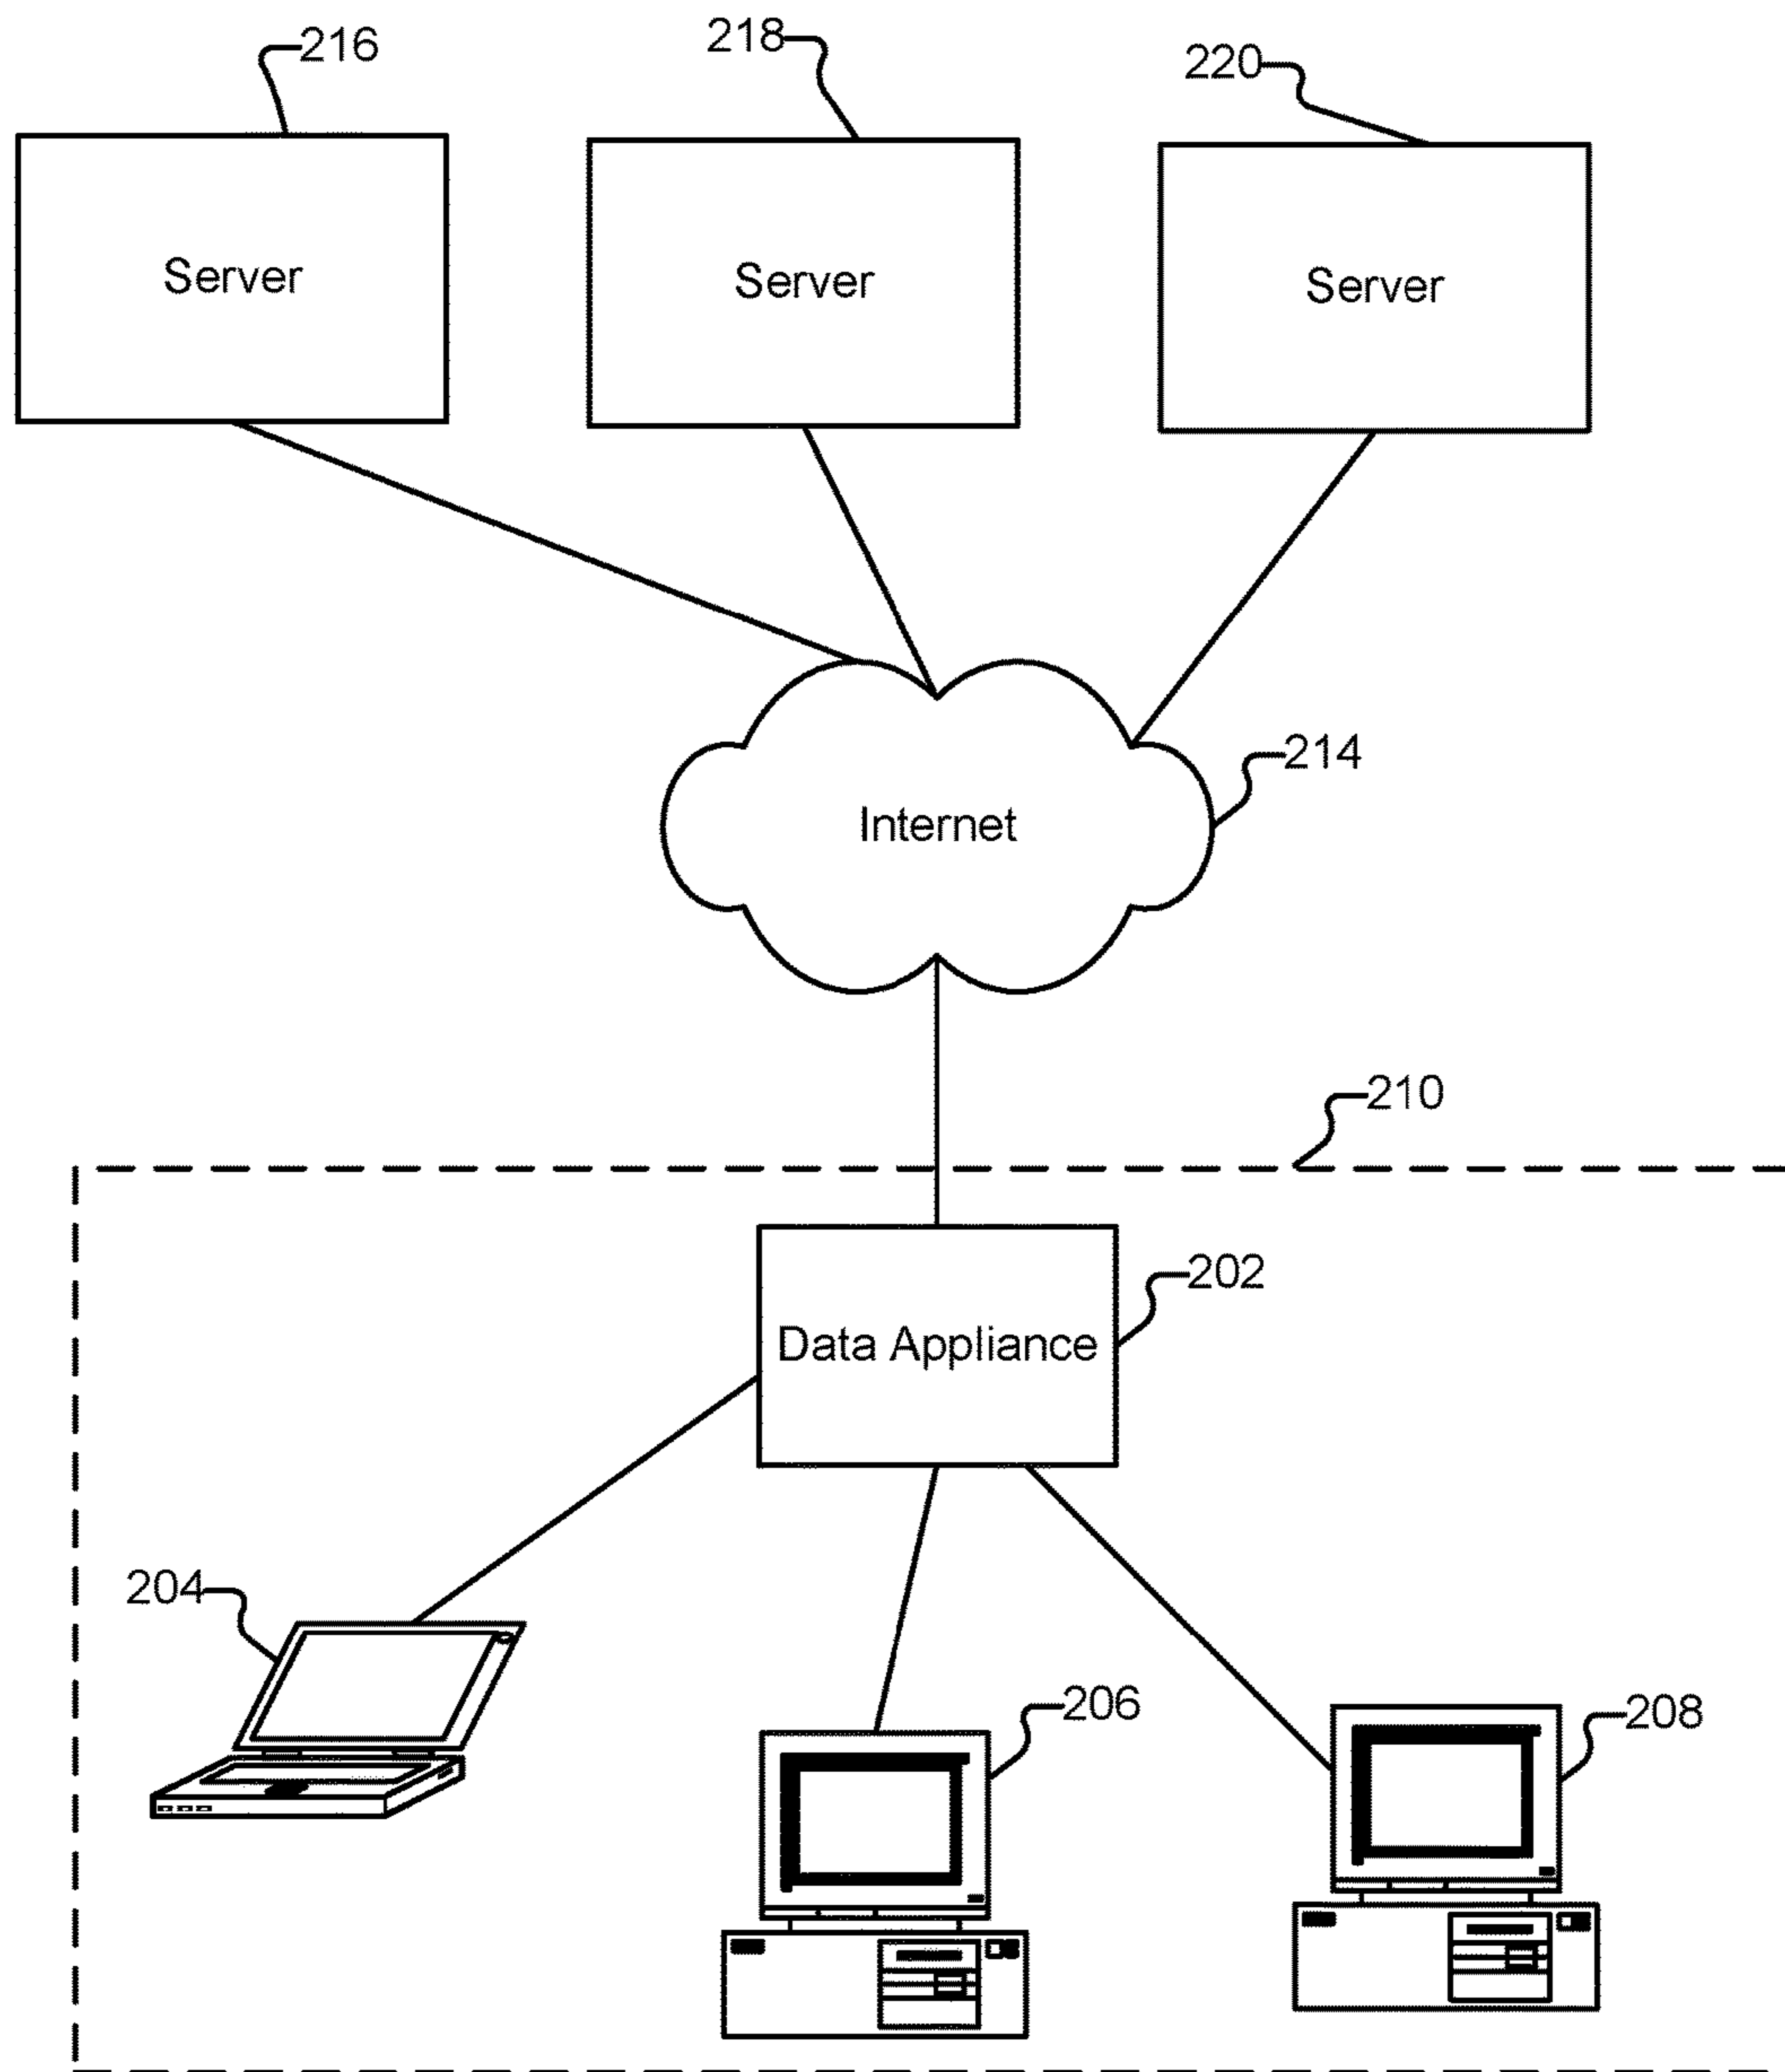 216
218
220
Server
Server
Server
214
Internet
210
202
Data Appliance
204
206
208